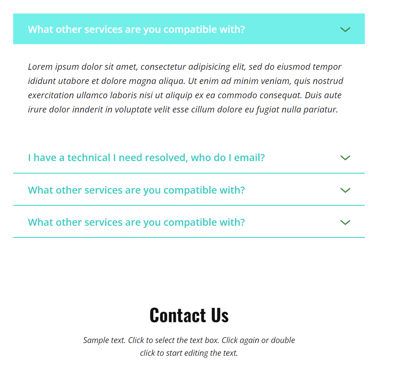 What other services are you compatible with?
Lorem ipsum dolor sit amet, consectetur adipisicing elit, sed do eiusmod tempor
ididunt utabore et dolore magna aliqua. Ut enim ad minim veniam, quis nostrud
exercitation ullamco laboris nisi ut aliquip ex ea commodo consequat. Duis aute
irure dolor innderit in voluptate velit esse cillum dolore eu fugiat nulla pariatur.
I have a technical I need resolved, who do I email?
What other services are you compatible with?
What other services are you compatible with?
Contact Us
Sample text. Click to select the text box. Click again or double
click to start editing the text.